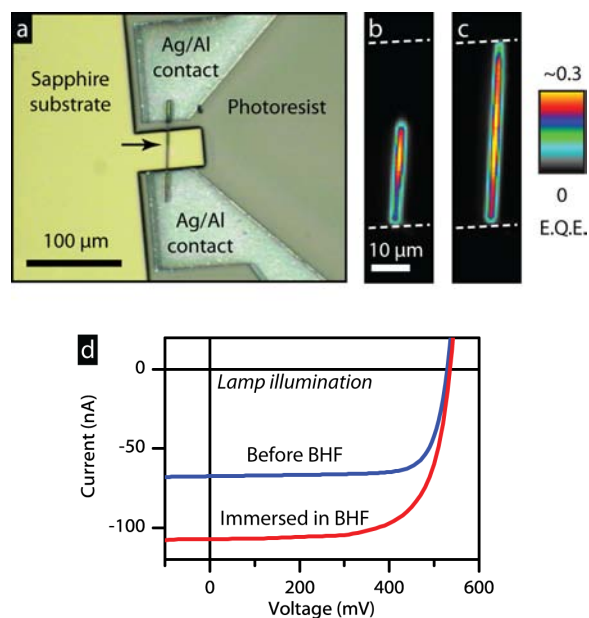 a
Ag/Al
contact
Sapphire
substrate
Photoresist
Ag/Al
contact
100 μm
b
c
10 μm
~0.3
0
E.Q.E.
d
Current (nA)
0
-50
-100
Lamp illumination
Before BHF
Immersed in BHF
0
200
400
600
Voltage (mV)